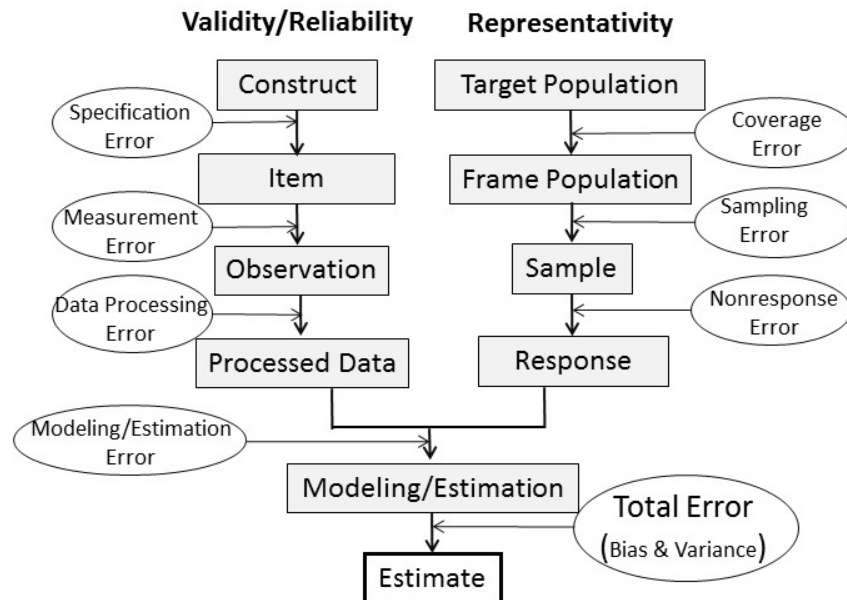 Validity/Reliability
Representativity
Construct
Target Population
Specification
Error
Coverage
Error
Item
Frame Population
Measurement
Error
Sampling
Error
Observation
Sample
Data Processing
Error
Nonresponse
Error
Processed Data
Response
Modeling/Estimation
Error
Modeling/Estimation
Total Error
(Bias & Variance)
Estimate